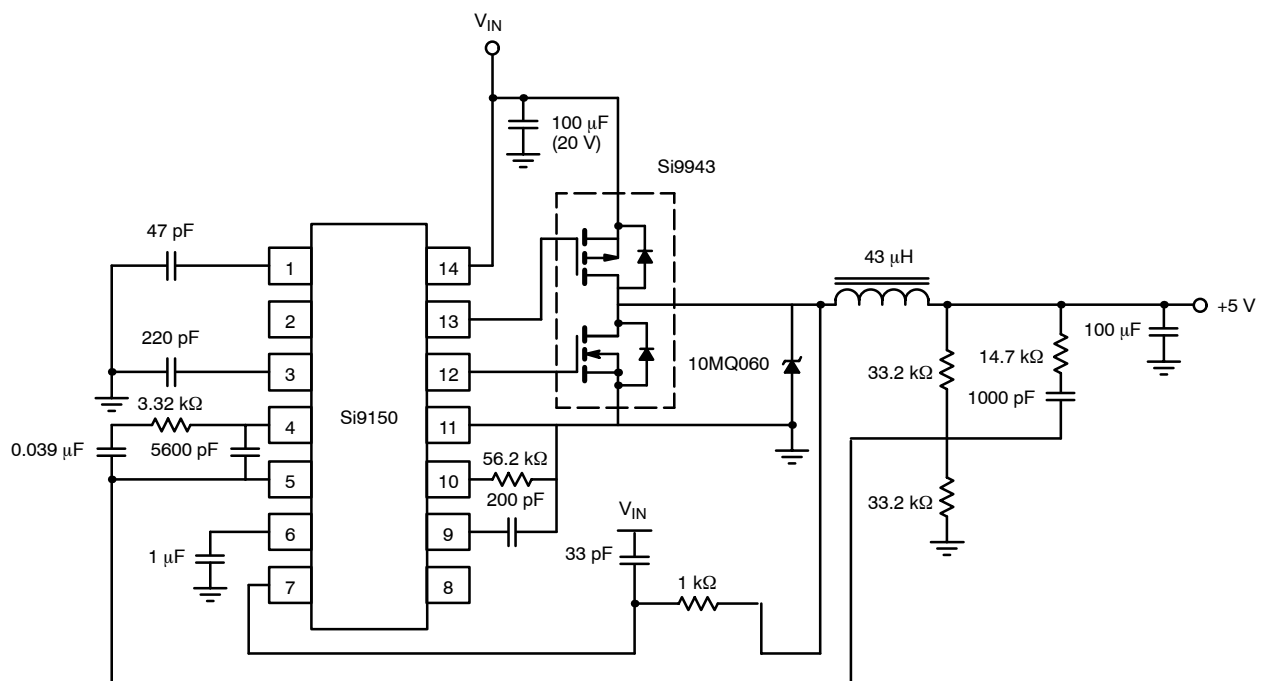 VIN
100 μF
(20 V)
Si9943
47 pF
1
14
43 μH
2
13
+5 V
220 pF
100 μF
14.7 kΩ
3
12
10MQ060
33.2 kΩ
1000 pF
3.32 kΩ
Si9150
4
11
0.039 μF
5600 pF
56.2 kΩ
5
10
200 pF
33.2 kΩ
VIN
6
9
1 μF
33 pF
7
8
1 kΩ